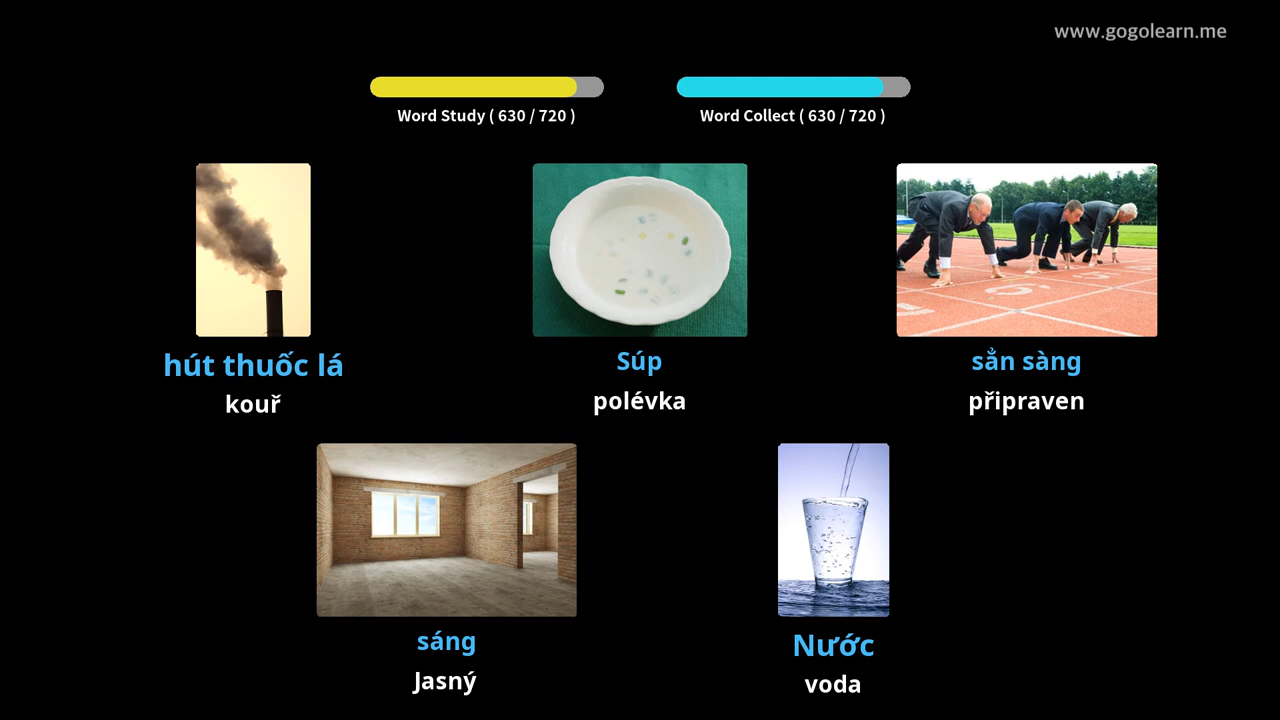 www.gogolearn.me
Word Study ( 630 / 720 )
Word Collect ( 630 / 720 )
hút thuốc lá
kouř
Súp
polévka
sẳn sàng
připraven
sáng
Jasný
Nước
voda